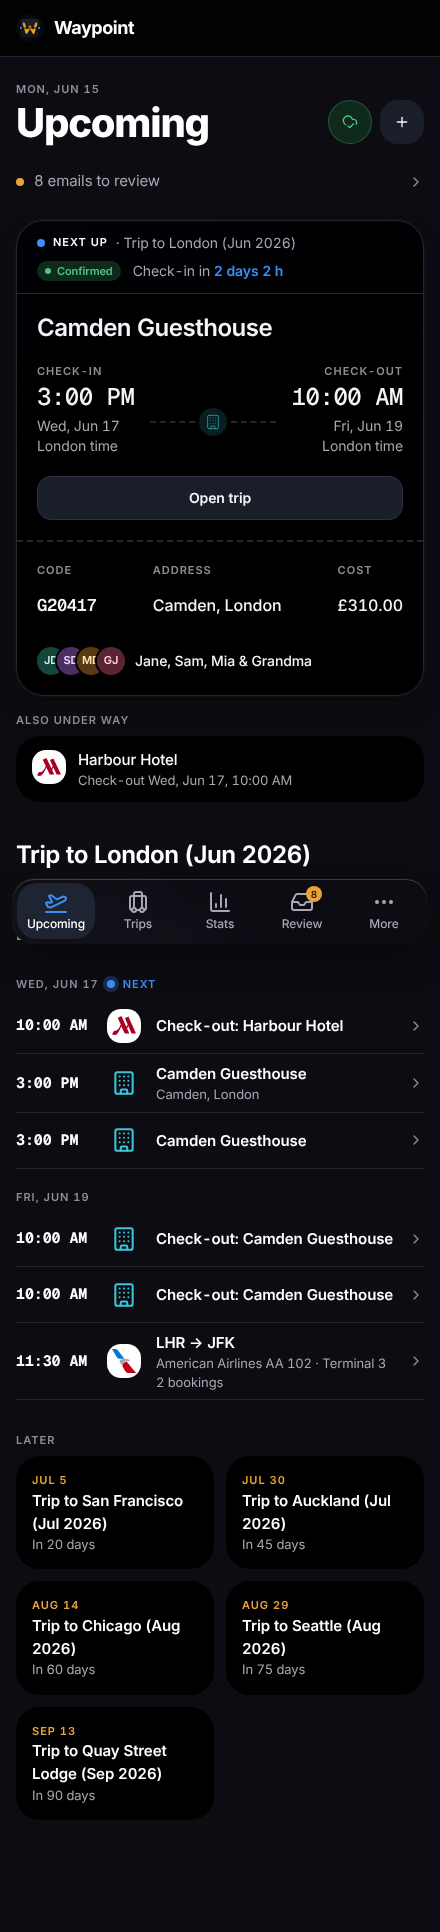 Waypoint
MON, JUN 15
Upcoming
8 emails to review
NEXT UP · Trip to London (Jun 2026)
Confirmed Check-in in 2 days 2 h
Camden Guesthouse
CHECK-IN CHECK-OUT
3:00 PM 10:00 AM
Wed, Jun 17 Fri, Jun 19
London time London time
Open trip
CODE ADDRESS COST
G20417 Camden, London £310.00
GJ Jane, Sam, Mia & Grandma
ALSO UNDER WAY
Harbour Hotel
Check-out Wed, Jun 17, 10:00 AM
Trip to London (Jun 2026)
8
Upcoming Trips Stats Review More
WED, JUN 17 NEXT
10:00 AM Check-out: Harbour Hotel
3:00 PM Camden Guesthouse
Camden, London
3:00 PM Camden Guesthouse
FRI, JUN 19
10:00 AM Check-out: Camden Guesthouse
10:00 AM Check-out: Camden Guesthouse
11:30 AM LHR → JFK
American Airlines AA 102 · Terminal 3
2 bookings
LATER
JUL 5
Trip to San Francisco
(Jul 2026)
In 20 days
JUL 30
Trip to Auckland (Jul
2026)
In 45 days
AUG 14
Trip to Chicago (Aug
2026)
In 60 days
AUG 29
Trip to Seattle (Aug
2026)
In 75 days
SEP 13
Trip to Quay Street
Lodge (Sep 2026)
In 90 days